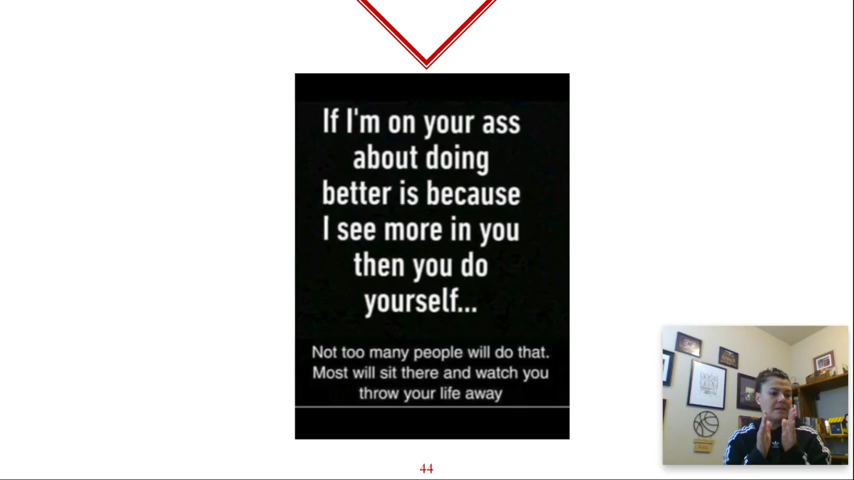 If I'm on your ass
about doing
better is because
I see more in you
then you do
yourself...
Not too many people will do that.
Most will sit there and watch you
throw your life away
44